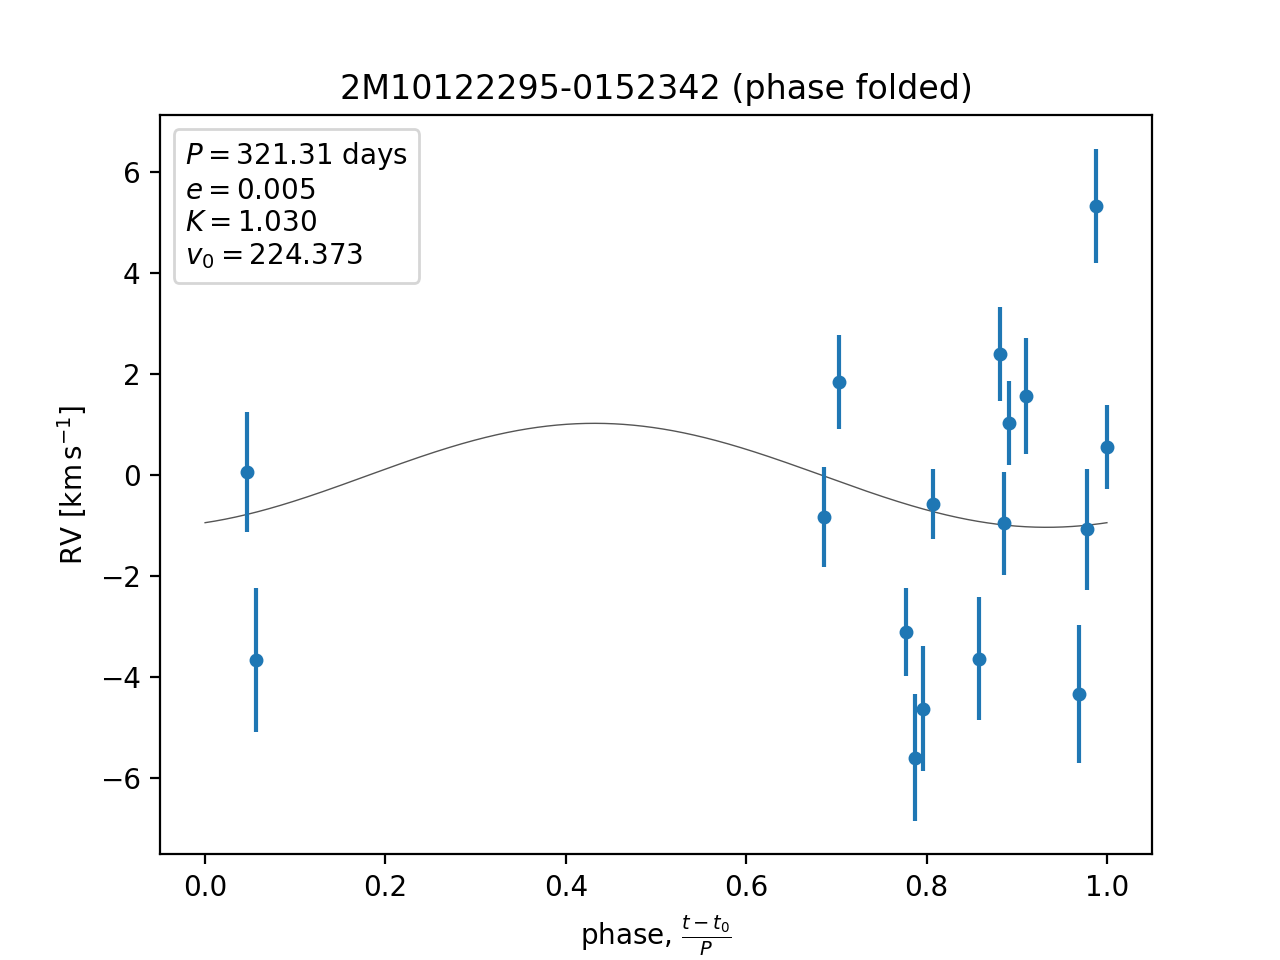 2M10122295-0152342 (phase folded)
P = 321.31 days
e = 0.005
K = 1.030
v₀ = 224.373
RV [km s⁻¹]
6
4
2
0
−2
−4
−6
0.0 0.2 0.4 0.6 0.8 1.0
phase, (t − t₀)/P